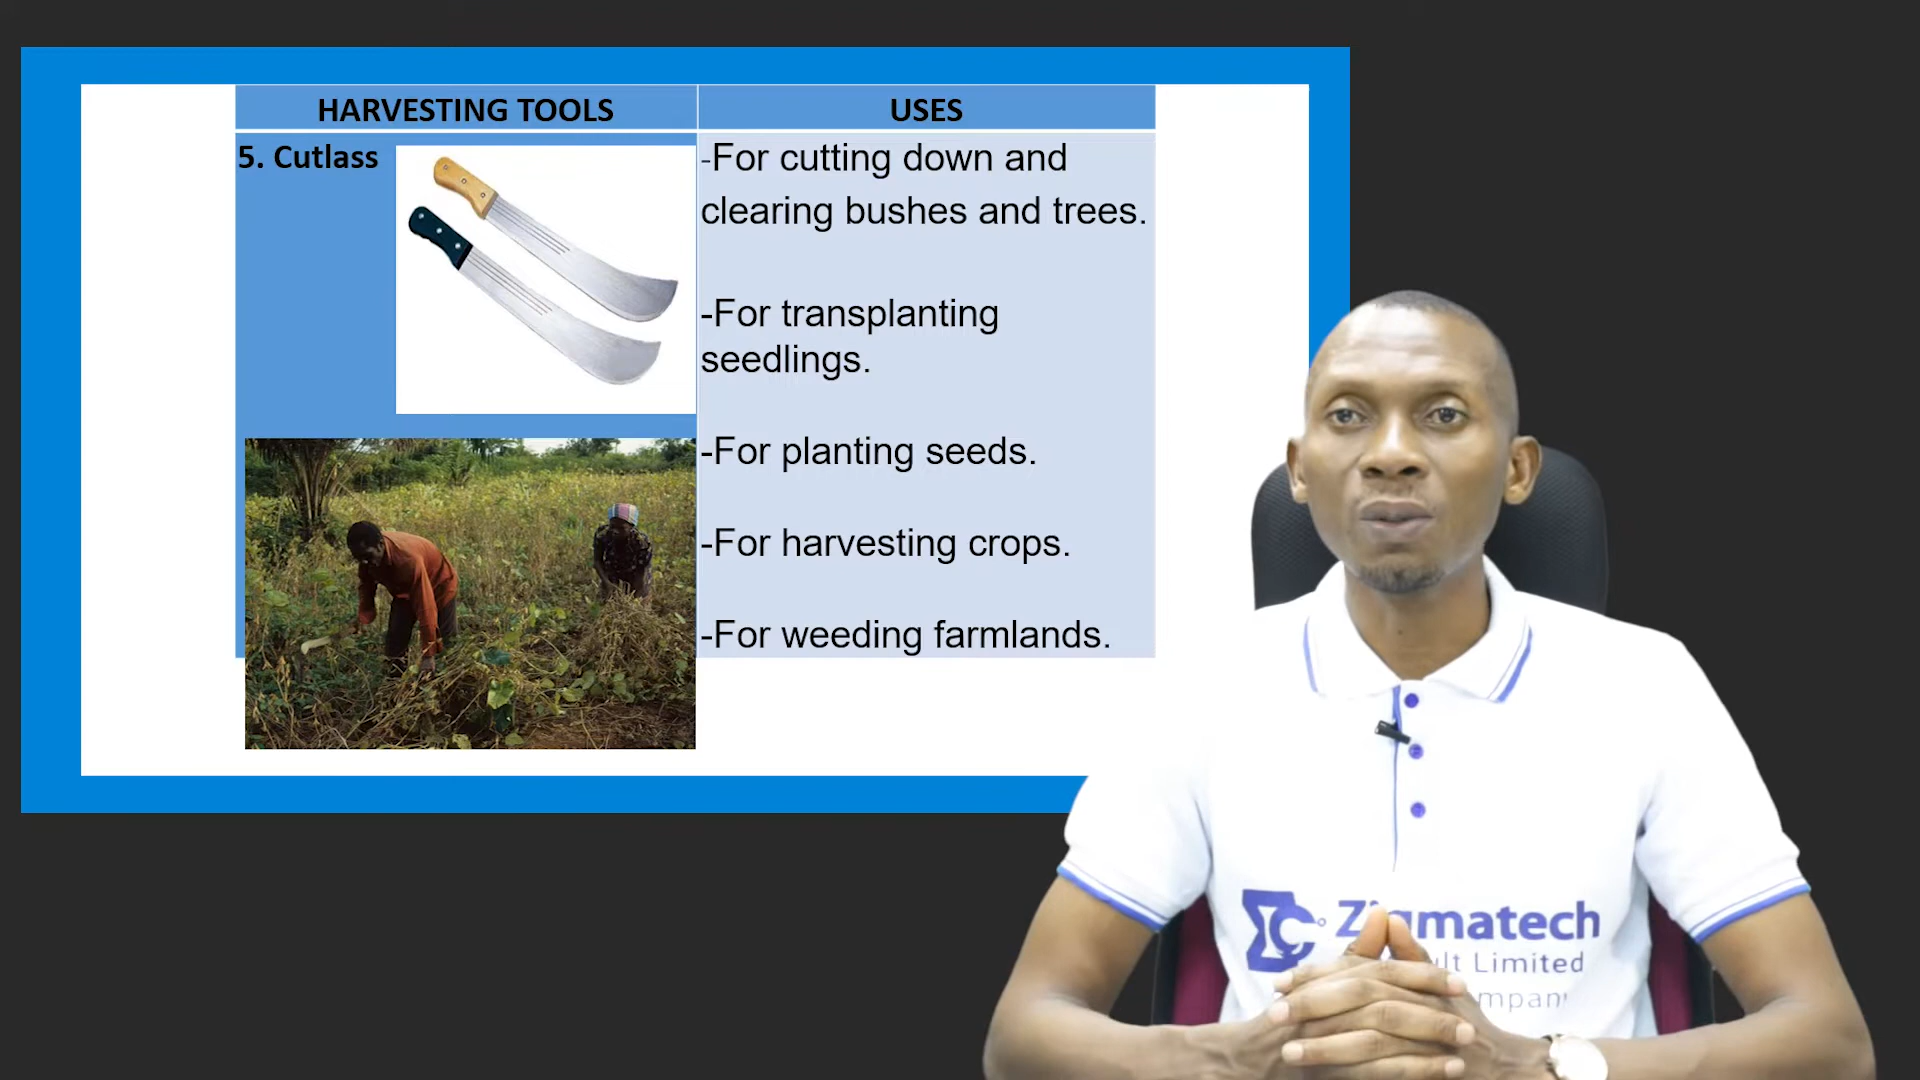 HARVESTING TOOLS
USES
5. Cutlass
-For cutting down and
clearing bushes and trees.
-For transplanting
seedlings.
-For planting seeds.
-For harvesting crops.
-For weeding farmlands.
Limited